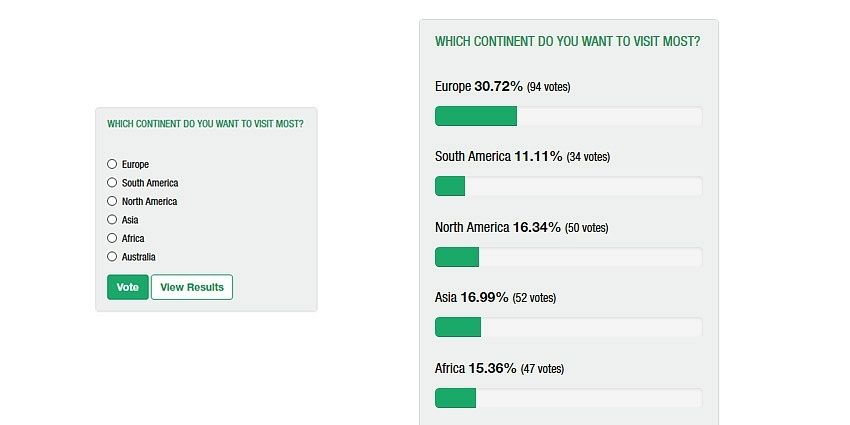 WHICH CONTINENT DO YOU WANT TO VISIT MOST?
Europe
South America
North America
Asia
Africa
Australia
Vote View Results
WHICH CONTINENT DO YOU WANT TO VISIT MOST?
Europe 30.72% (94 votes)
South America 11.11% (34 votes)
North America 16.34% (50 votes)
Asia 16.99% (52 votes)
Africa 15.36% (47 votes)